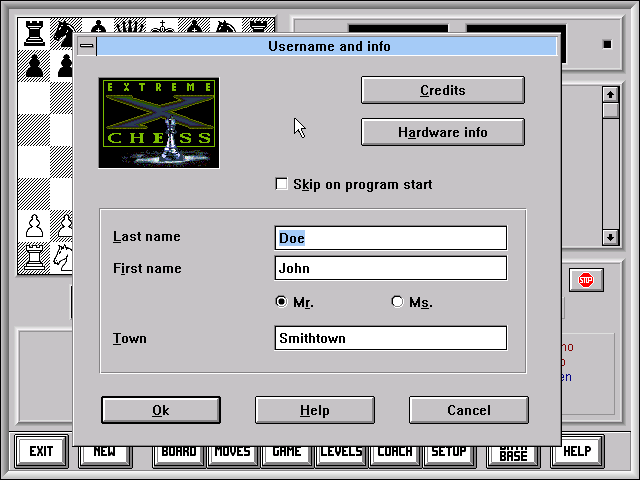 Username and info
EXTREME
CHESS
Credits
Hardware info
Skip on program start
Last name
Doe
First name
John
Mr.
Ms.
Town
Smithtown
STOP
Ok
Help
Cancel
EXIT
NEW
BOARD
MOVES
GAME
LEVELS
COACH
SETUP
BASE
HELP